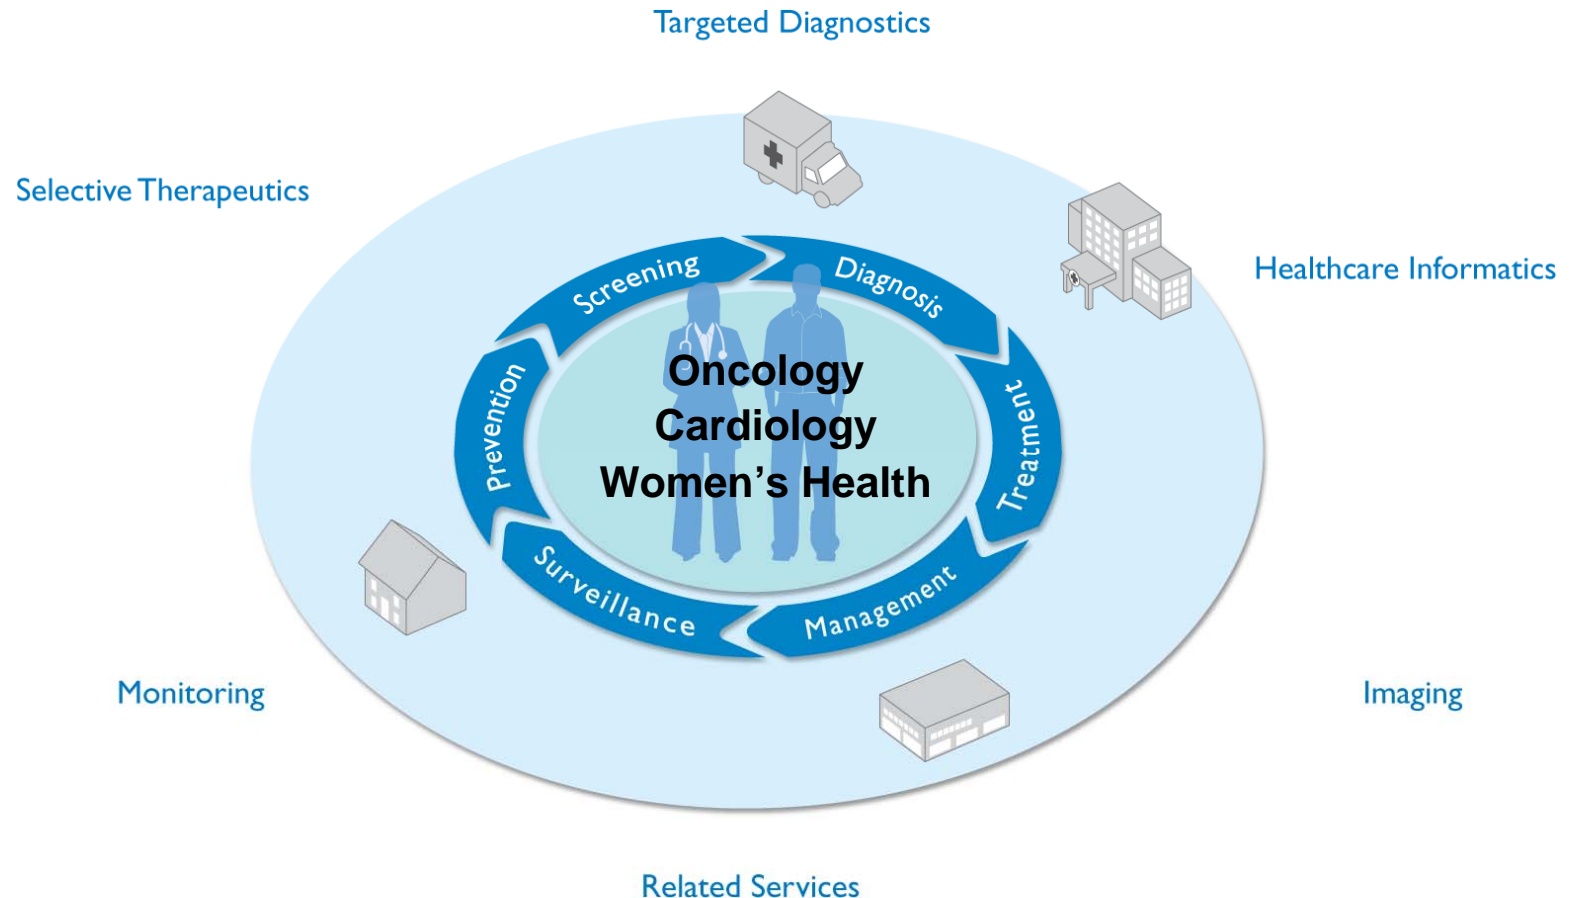 Targeted Diagnostics
Selective Therapeutics
Healthcare Informatics
Screening
Diagnosis
Prevention
Treatment
Oncology
Cardiology
Women’s Health
Surveillance
Management
Monitoring
Imaging
Related Services